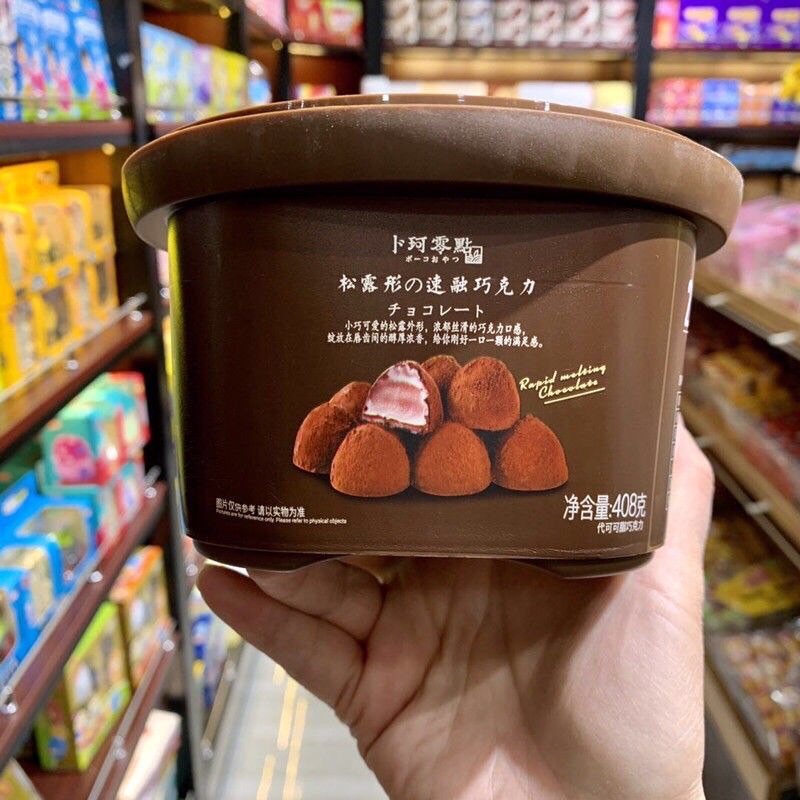 卜珂零點
ボーコおやつ
松露形の速融巧克力
チョコレート
小巧可爱的松露外形，浓郁丝滑的巧克力口感，
绽放在唇齿间的醇厚浓香，给你刚好一口一颗的满足感。
Rapid melting
Chocolate
图片仅供参考 请以实物为准
Pictures are for reference only. Please refer to physical objects
净含量:408克
代可可脂巧克力